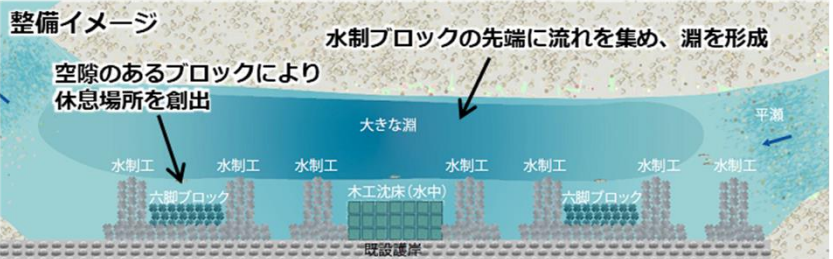 整備イメージ
水制ブロックの先端に流れを集め、淵を形成
空隙のあるブロックにより
休息場所を創出
大きな淵
平瀬
水制工
水制工
水制工
水制工
水制工
水制工
水制工
六脚ブロック
木工沈床(水中)
六脚ブロック
既設護岸